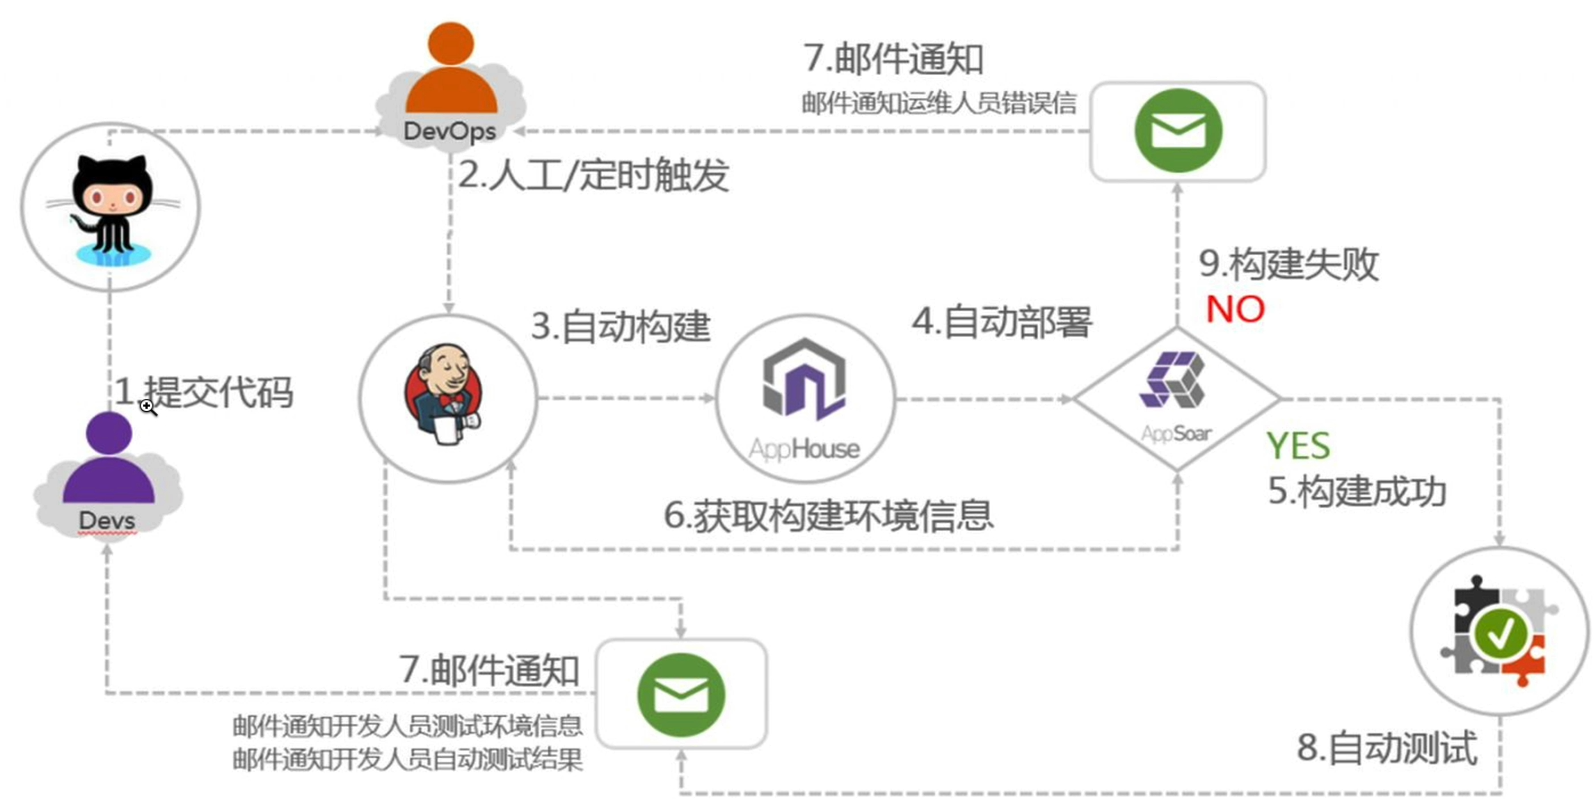 7.邮件通知
邮件通知运维人员错误信
DevOps
2.人工/定时触发
9.构建失败
NO
3.自动构建
4.自动部署
1.提交代码
AppHouse
AppSoar
YES
5.构建成功
6.获取构建环境信息
Devs
7.邮件通知
邮件通知开发人员测试环境信息
邮件通知开发人员自动测试结果
8.自动测试